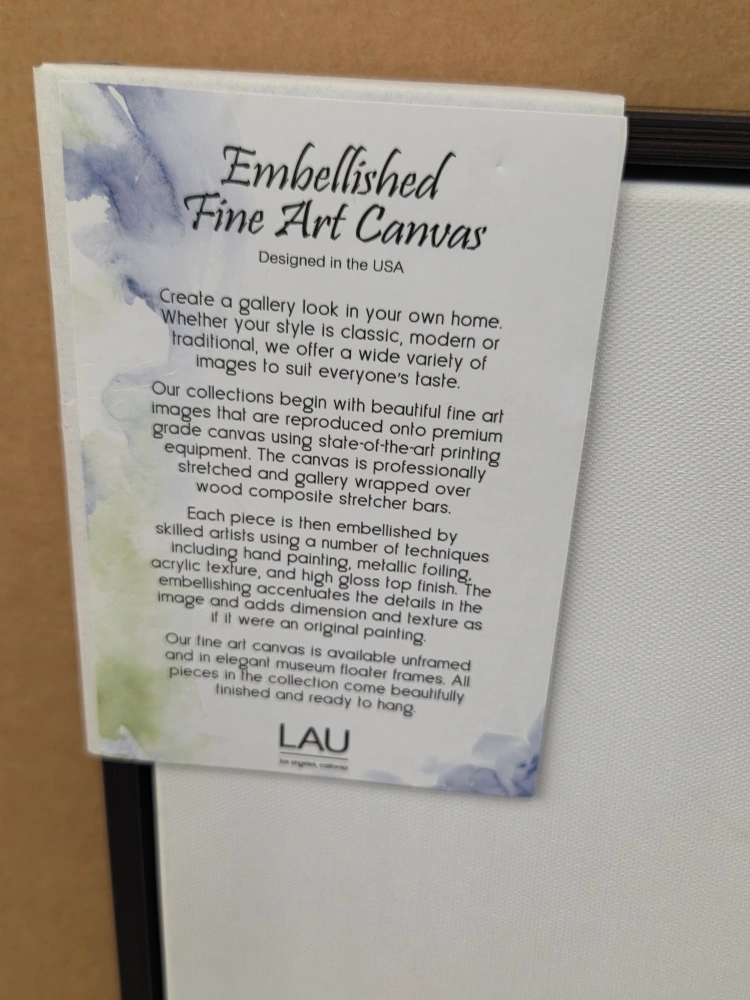 Embellished
Fine Art Canvas
Designed in the USA
Create a gallery look in your own home.
Whether your style is classic, modern or
traditional, we offer a wide variety of
images to suit everyone's taste.
Our collections begin with beautiful fine art
images that are reproduced onto premium
grade canvas using state-of-the-art printing
equipment. The canvas is professionally
stretched and gallery wrapped over
wood composite stretcher bars.
Each piece is then embellished by
skilled artists using a number of techniques
including hand painting, metallic foiling,
acrylic texture, and high gloss top finish. The
embellishing accentuates the details in the
image and adds dimension and texture as
if it were an original painting.
Our fine art canvas is available unframed
and in elegant museum floater frames. All
pieces in the collection come beautifully
finished and ready to hang.
LAU
los angeles, california